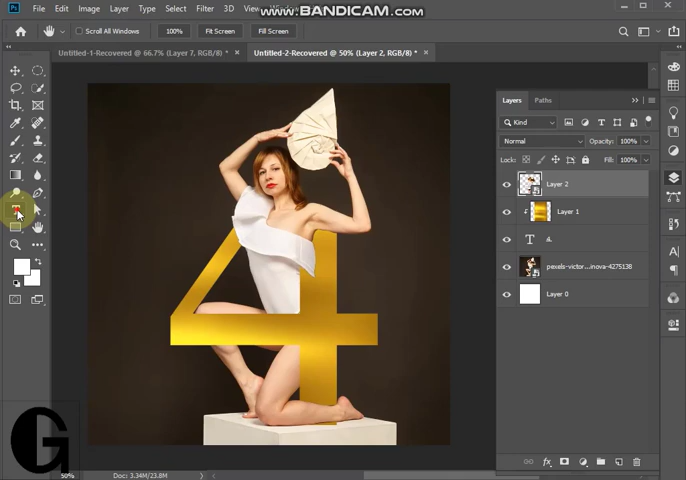 WWW.BANDICAM.COM
File Edit Image Layer Type Select Filter 3D View
Scroll All Windows 100% Fit Screen Fill Screen
Untitled-1-Recovered @ 66.7% (Layer 7, RGB/8) * × Untitled-2-Recovered @ 50% (Layer 2, RGB/8) * ×
Layers Paths
Kind
Normal Opacity: 100%
Lock: Fill: 100%
Layer 2
Layer 1
4
T 4.
pexels-victor...inova-4275138
Layer 0
G
50% Doc: 3.34M/23.8M